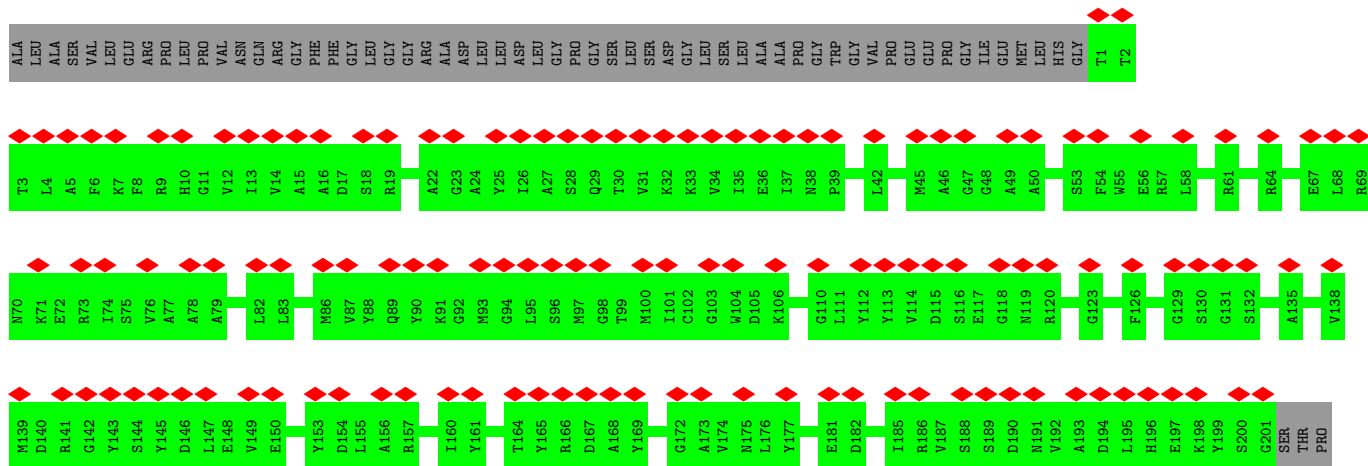 ALA LEU ALA SER VAL LEU GLU ARG PRO LEU PRO VAL ASN GLN ARG GLY PHE PHE GLY LEU GLY GLY ARG ALA ASP LEU LEU ASP LEU GLY PRO GLY SER LEU SER ASP GLY LEU SER LEU ALA ALA PRO GLY TRP GLY VAL PRO GLU GLU PRO GLY ILE GLU MET LEU HIS GLY T1 T2
T3 L4 A5 F6 K7 F8 R9 H10 G11 V12 I13 V14 A15 A16 D17 S18 R19 A22 G23 A24 Y25 I26 A27 S28 Q29 T30 V31 K32 K33 V34 I35 E36 I37 N38 P39 L42 M45 A46 G47 G48 A49 A50 S53 F54 W55 E56 R57 L58 R61 R64 E67 L68 R69
N70 K71 E72 R73 I74 S75 V76 A77 A78 A79 L82 L83 M86 V87 Y88 Q89 Y90 K91 G92 M93 G94 L95 S96 M97 G98 T99 M100 I101 C102 G103 W104 D105 K106 G110 L111 Y112 Y113 V114 D115 S116 E117 G118 N119 R120 G123 F126 G129 S130 G131 S132 A135 V138
M139 D140 R141 G142 Y143 S144 Y145 D146 L147 E148 V149 E150 Y153 D154 L155 A156 R157 I160 Y161 T164 Y165 R166 D167 A168 Y169 G172 A173 V174 N175 L176 Y177 E181 D182 I185 R186 V187 S188 S189 D190 N191 V192 A193 D194 L195 H196 E197 K198 Y199 S200 G201 SER THR PRO